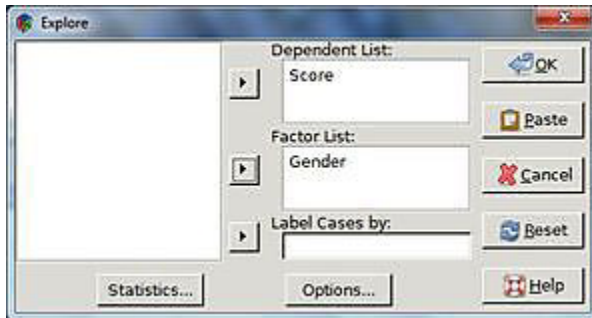 Explore
Dependent List:
Score
Factor List:
Gender
Label Cases by:
Statistics...
Options...
OK
Paste
Cancel
Reset
Help